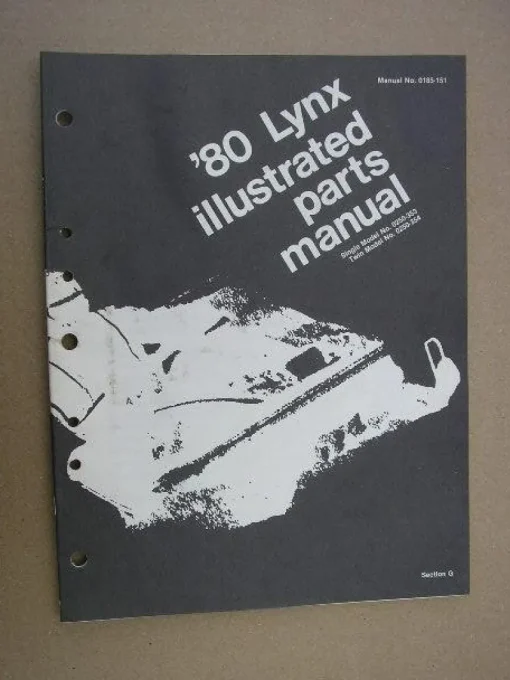 Manual No. 0185-151
'80 Lynx
illustrated
parts
manual
Single Model No. 0250-353
Twin Model No. 0250-354
Section G